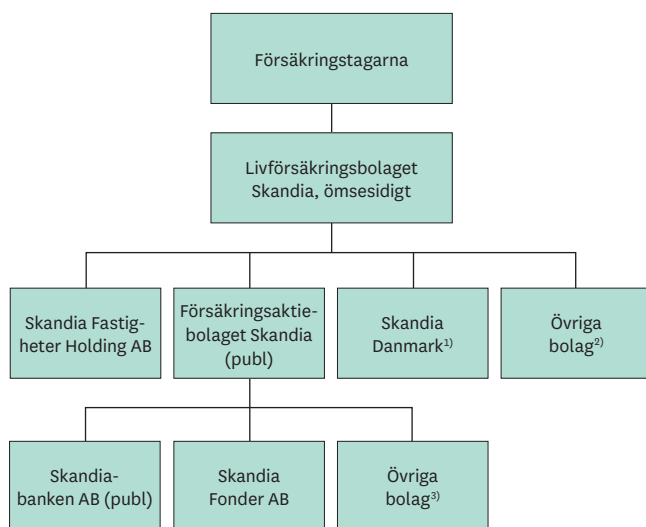 Försäkringstagarna
Livförsäkringsbolaget
Skandia, ömsesidigt
Skandia Fastig-
heter Holding AB
Försäkringsaktie-
bolaget Skandia
(publ)
Skandia
Danmark¹⁾
Övriga
bolag²⁾
Skandia-
banken AB (publ)
Skandia
Fonder AB
Övriga
bolag³⁾